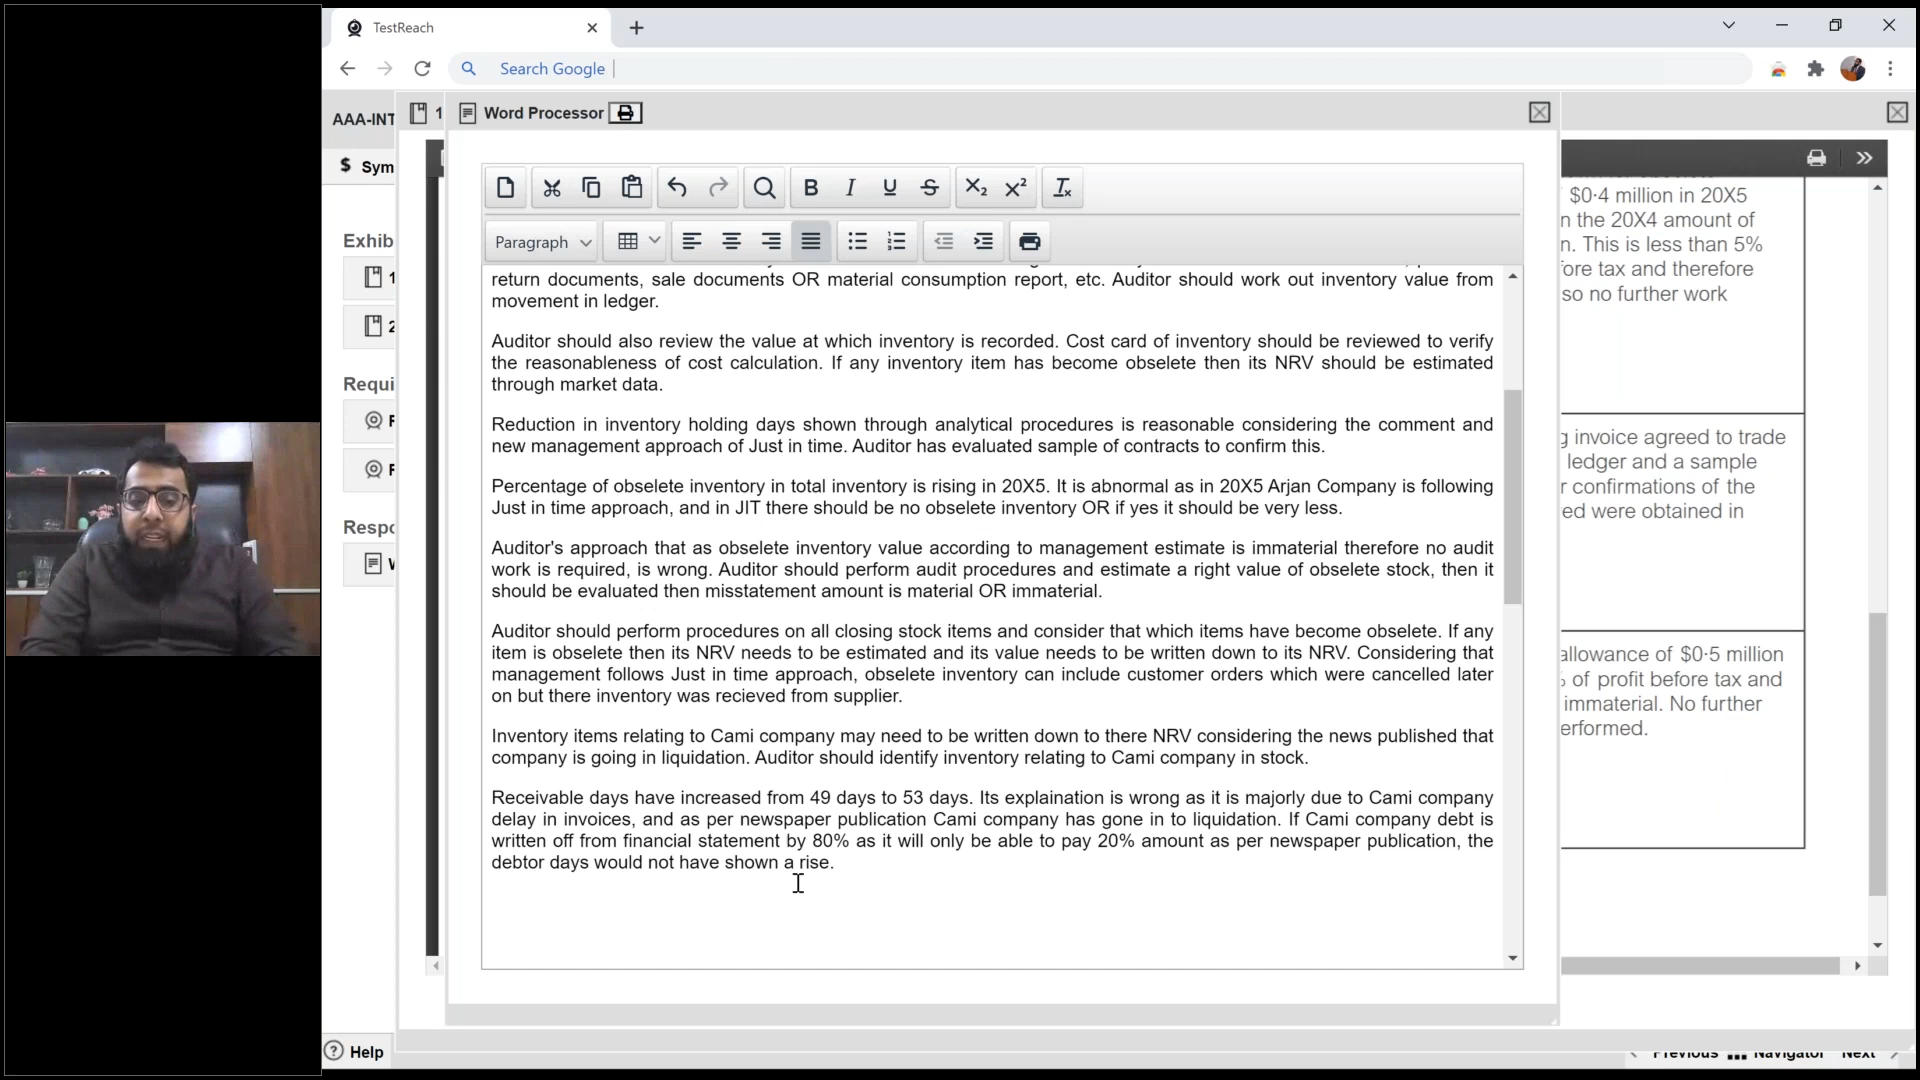 TestReach
Search Google
AAA-INT
1
Word Processor
$ Sym
Exhib
1
2
Requi
F
F
Respo
Paragraph
return documents, sale documents OR material consumption report, etc. Auditor should work out inventory value from
movement in ledger.
Auditor should also review the value at which inventory is recorded. Cost card of inventory should be reviewed to verify
the reasonableness of cost calculation. If any inventory item has become obselete then its NRV should be estimated
through market data.
Reduction in inventory holding days shown through analytical procedures is reasonable considering the comment and
new management approach of Just in time. Auditor has evaluated sample of contracts to confirm this.
Percentage of obselete inventory in total inventory is rising in 20X5. It is abnormal as in 20X5 Arjan Company is following
Just in time approach, and in JIT there should be no obselete inventory OR if yes it should be very less.
Auditor's approach that as obselete inventory value according to management estimate is immaterial therefore no audit
work is required, is wrong. Auditor should perform audit procedures and estimate a right value of obselete stock, then it
should be evaluated then misstatement amount is material OR immaterial.
Auditor should perform procedures on all closing stock items and consider that which items have become obselete. If any
item is obselete then its NRV needs to be estimated and its value needs to be written down to its NRV. Considering that
management follows Just in time approach, obselete inventory can include customer orders which were cancelled later
on but there inventory was recieved from supplier.
Inventory items relating to Cami company may need to be written down to there NRV considering the news published that
company is going in liquidation. Auditor should identify inventory relating to Cami company in stock.
Receivable days have increased from 49 days to 53 days. Its explaination is wrong as it is majorly due to Cami company
delay in invoices, and as per newspaper publication Cami company has gone in to liquidation. If Cami company debt is
written off from financial statement by 80% as it will only be able to pay 20% amount as per newspaper publication, the
debtor days would not have shown a rise.
$0·4 million in 20X5
n the 20X4 amount of
n. This is less than 5%
fore tax and therefore
so no further work
g invoice agreed to trade
ledger and a sample
r confirmations of the
ed were obtained in
allowance of $0·5 million
of profit before tax and
immaterial. No further
erformed.
Help
Previous Navigator Next